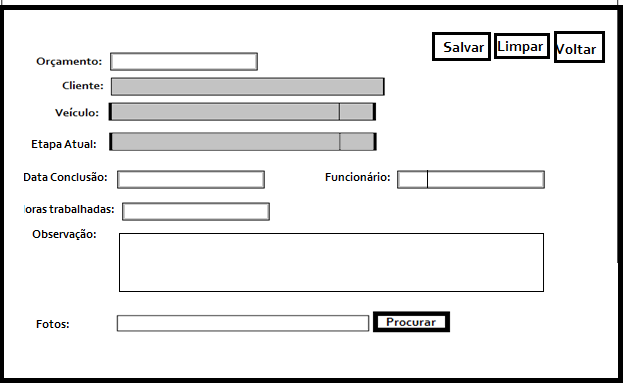 Salvar Limpar Voltar
Orçamento:
Cliente:
Veículo:
Etapa Atual:
Data Conclusão: Funcionário:
oras trabalhadas:
Observação:
Fotos: Procurar